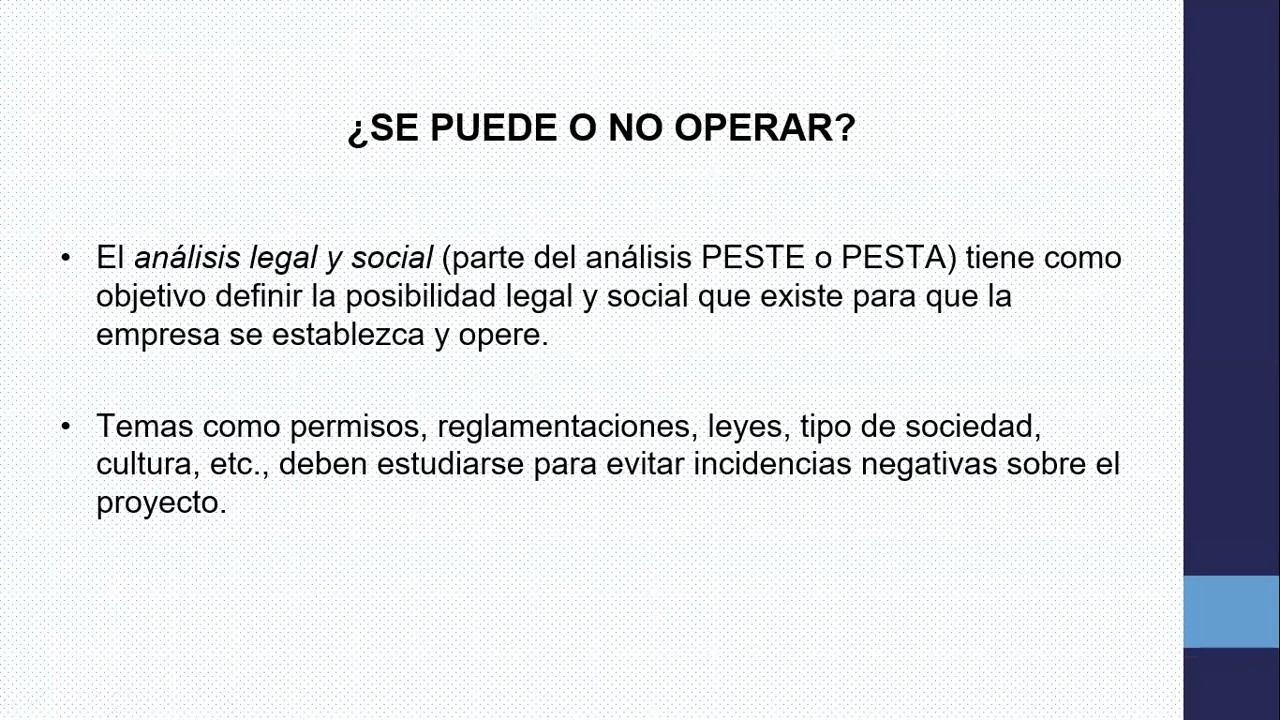 ¿SE PUEDE O NO OPERAR?
• El análisis legal y social (parte del análisis PESTE o PESTA) tiene como
objetivo definir la posibilidad legal y social que existe para que la
empresa se establezca y opere.
• Temas como permisos, reglamentaciones, leyes, tipo de sociedad,
cultura, etc., deben estudiarse para evitar incidencias negativas sobre el
proyecto.